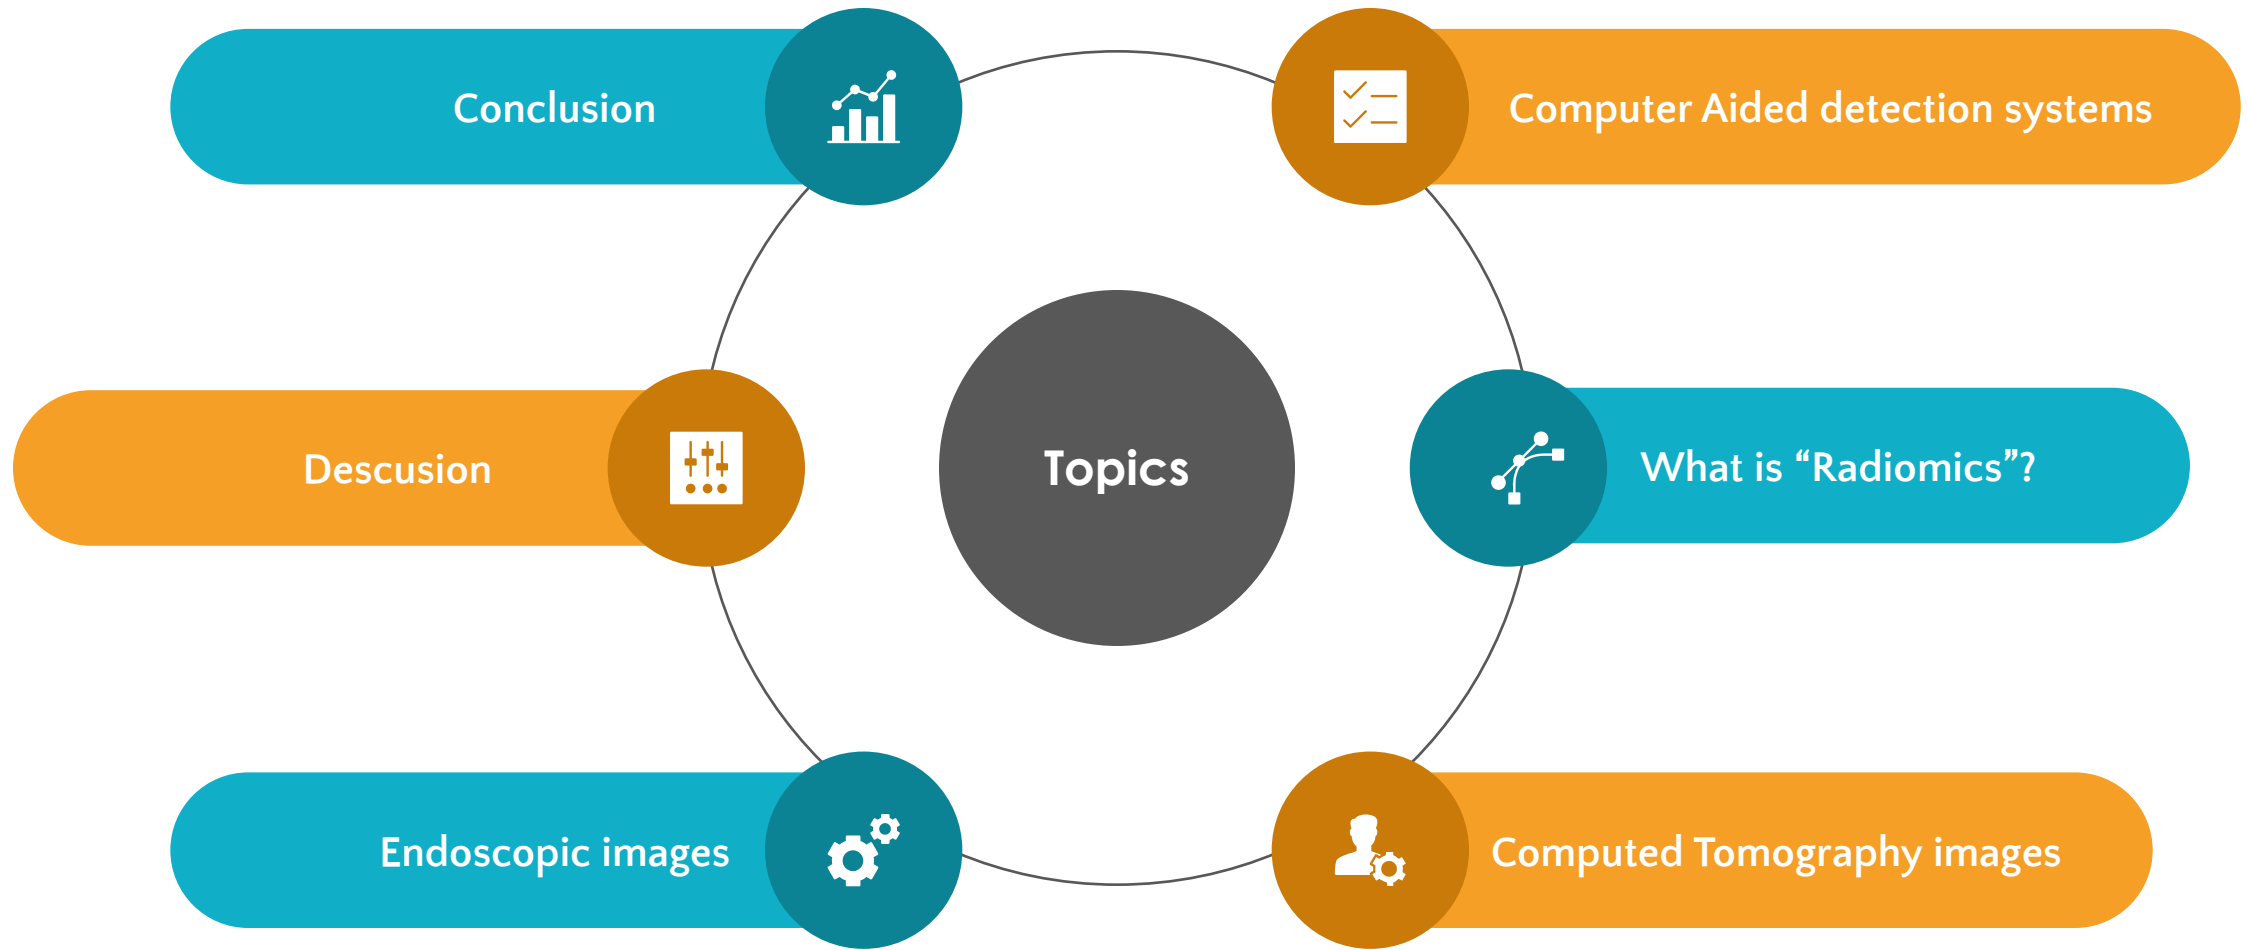 Conclusion
Computer Aided detection systems
Descusion
Topics
What is “Radiomics”?
Endoscopic images
Computed Tomography images